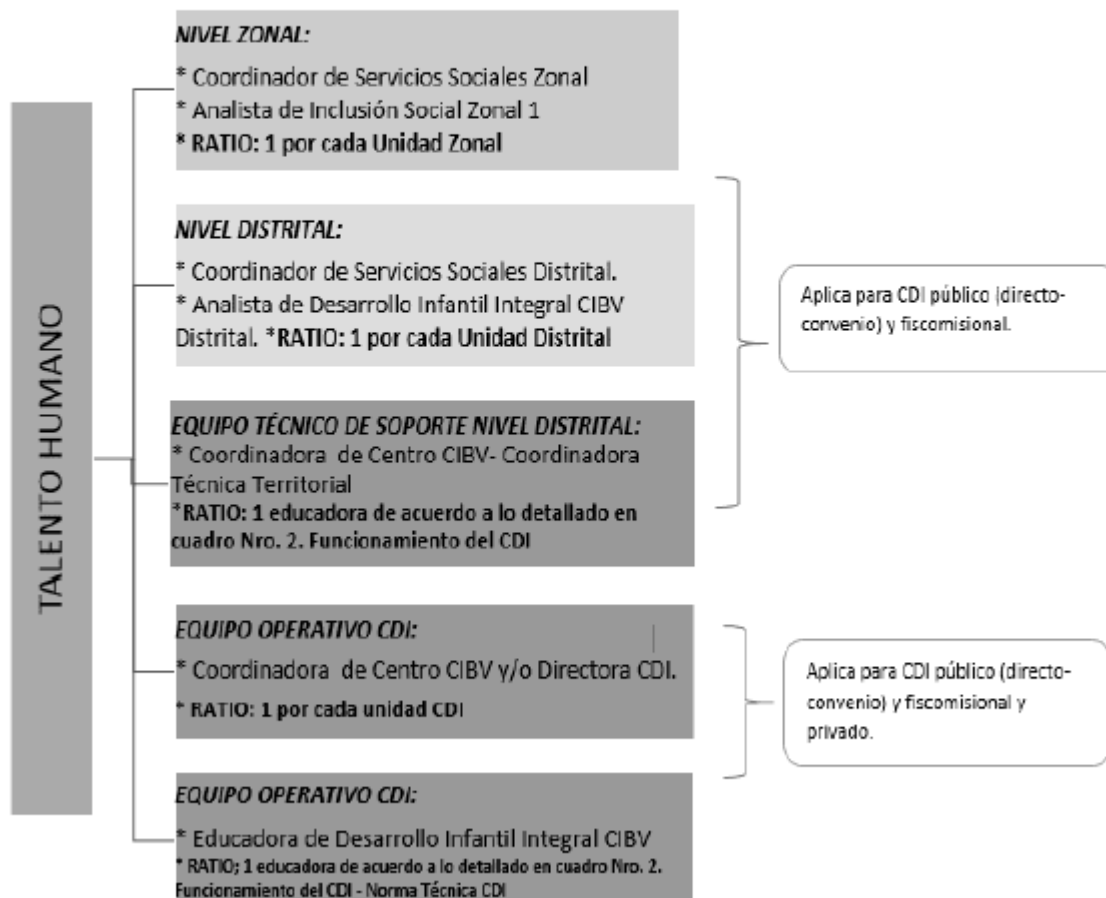 TALENTO HUMANO
NIVEL ZONAL:
* Coordinador de Servicios Sociales Zonal
* Analista de Inclusión Social Zonal 1
* RATIO: 1 por cada Unidad Zonal
NIVEL DISTRITAL:
* Coordinador de Servicios Sociales Distrital.
* Analista de Desarrollo Infantil Integral CIBV
Distrital. *RATIO: 1 por cada Unidad Distrital
EQUIPO TÉCNICO DE SOPORTE NIVEL DISTRITAL:
* Coordinadora de Centro CIBV- Coordinadora
Técnica Territorial
*RATIO: 1 educadora de acuerdo a lo detallado en
cuadro Nro. 2. Funcionamiento del CDI
Aplica para CDI público (directo-
convenio) y fiscomisional.
EQUIPO OPERATIVO CDI:
* Coordinadora de Centro CIBV y/o Directora CDI.
* RATIO: 1 por cada unidad CDI
EQUIPO OPERATIVO CDI:
* Educadora de Desarrollo Infantil Integral CIBV
* RATIO; 1 educadora de acuerdo a lo detallado en cuadro Nro. 2.
Funcionamiento del CDI - Norma Técnica CDI
Aplica para CDI público (directo-
convenio) y fiscomisional y
privado.